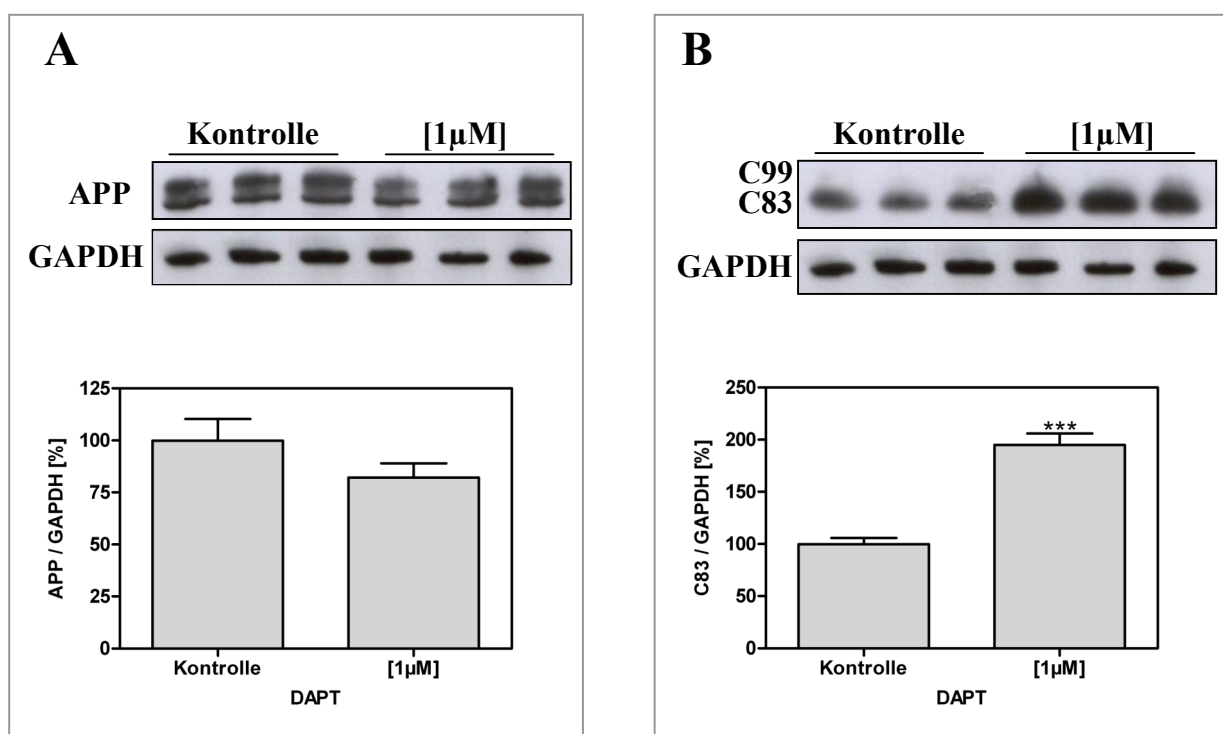 A
Kontrolle [1µM]
APP
GAPDH
125
100
75
50
25
0
APP / GAPDH [%]
Kontrolle [1µM]
DAPT
B
Kontrolle [1µM]
C99
C83
GAPDH
250
200
150
100
50
0
C83 / GAPDH [%]
***
Kontrolle [1µM]
DAPT